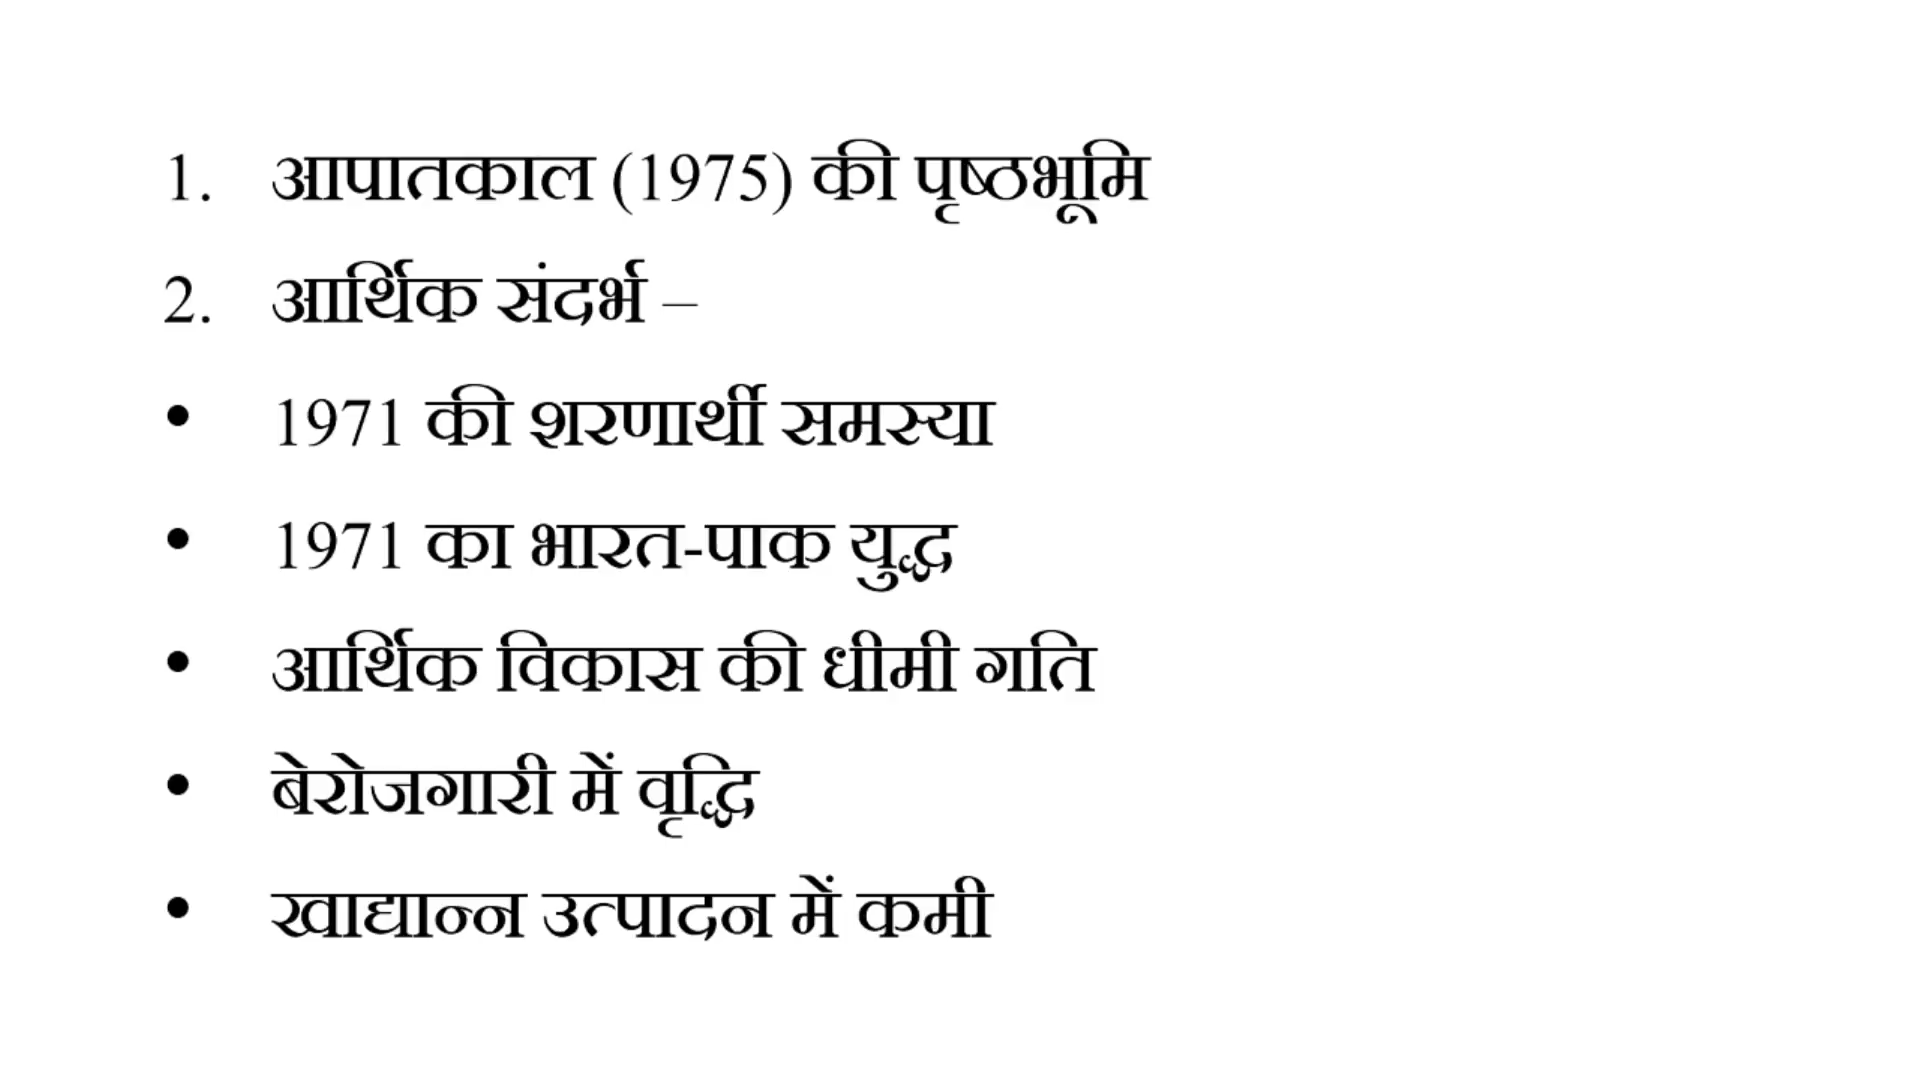 1. आपातकाल (1975) की पृष्ठभूमि
2. आर्थिक संदर्भ –
• 1971 की शरणार्थी समस्या
• 1971 का भारत-पाक युद्ध
• आर्थिक विकास की धीमी गति
• बेरोजगारी में वृद्धि
• खाद्यान्न उत्पादन में कमी